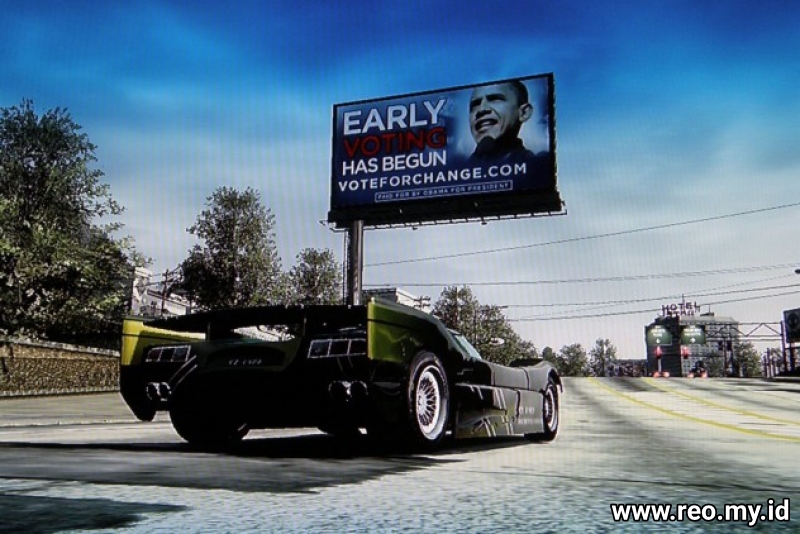 EARLY
VOTING
HAS BEGUN
VOTEFORCHANGE.COM
PAID FOR BY OBAMA FOR PRESIDENT
HOTEL
www.reo.my.id